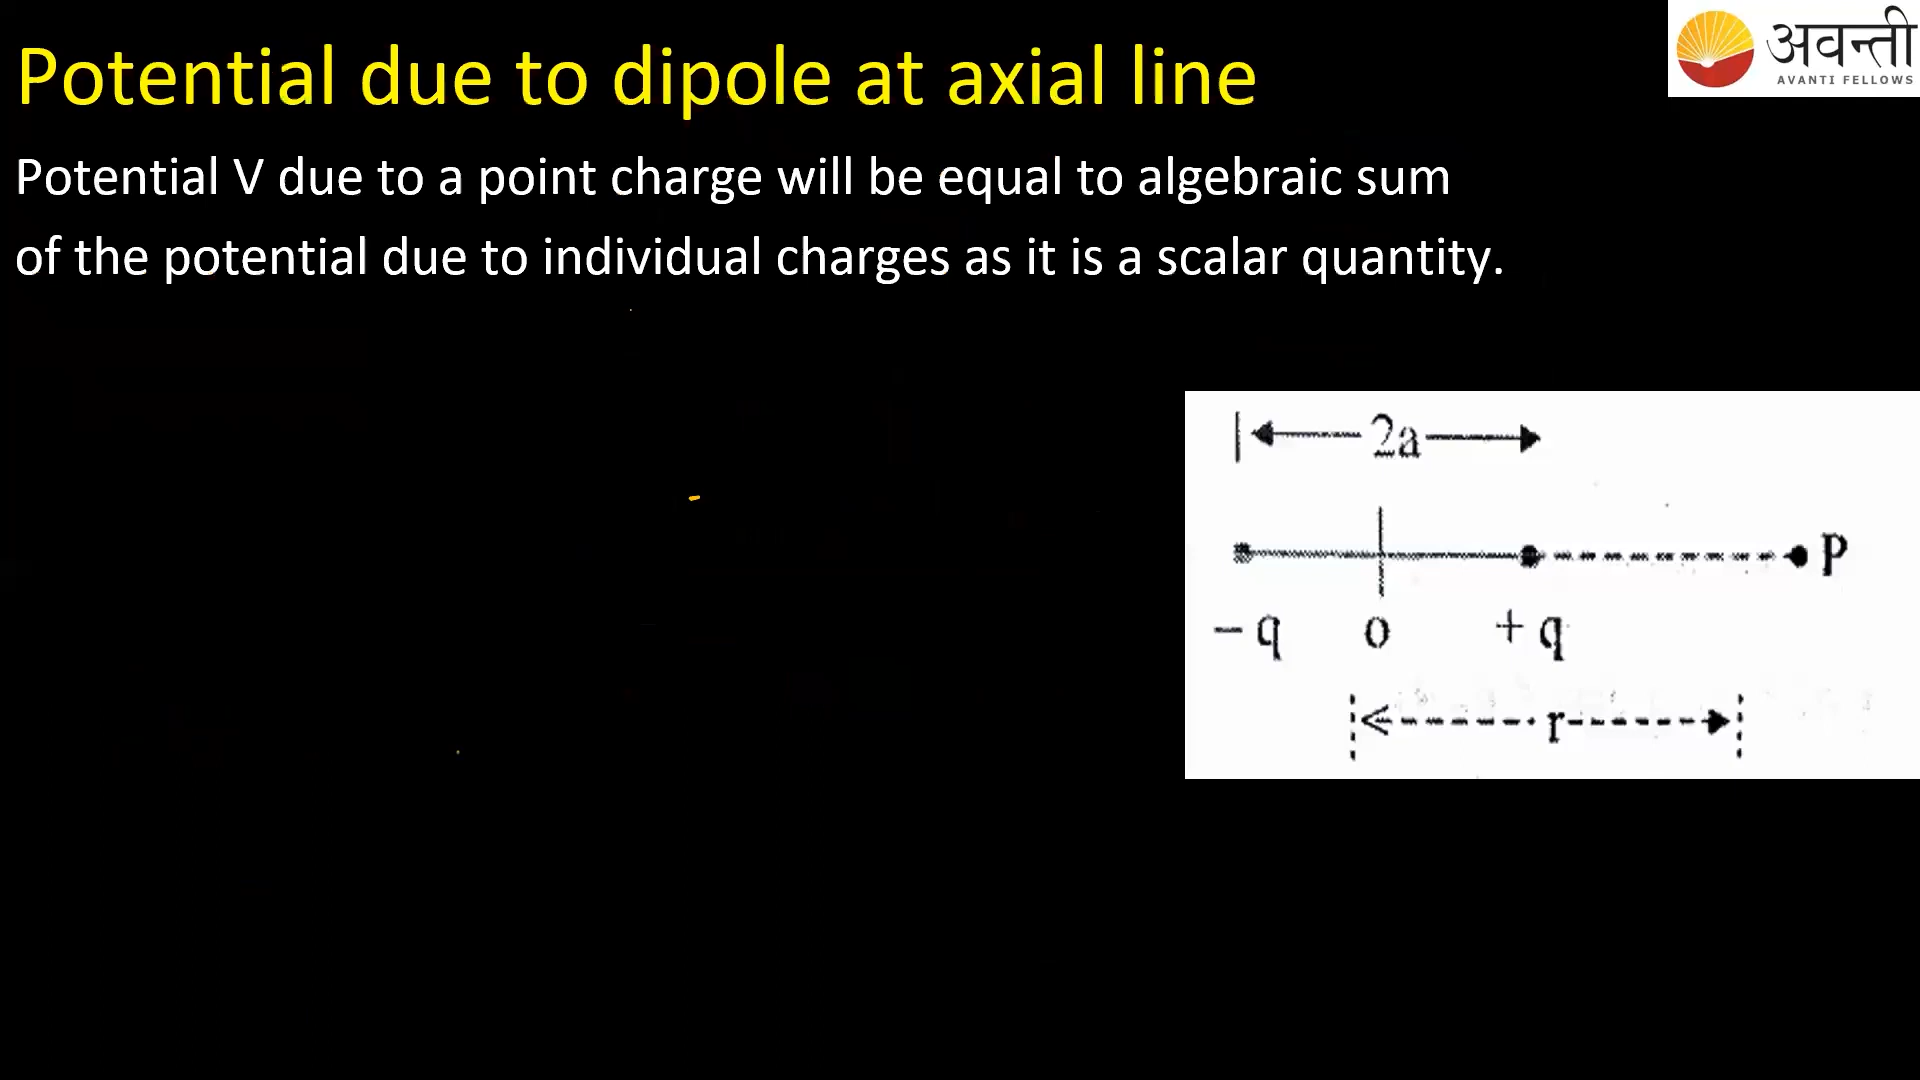 Potential due to dipole at axial line
अवन्ती
AVANTI FELLOWS
Potential V due to a point charge will be equal to algebraic sum
of the potential due to individual charges as it is a scalar quantity.
2a
P
- q o + q
r